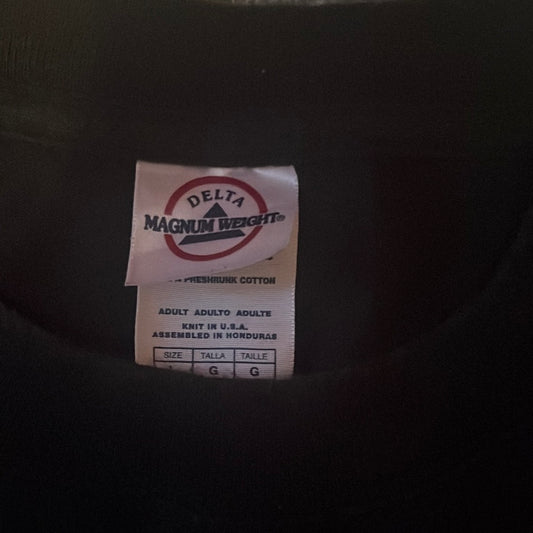 DELTA
MAGNUM WEIGHT®
PRESHRUNK COTTON
ADULT ADULTO ADULTE
KNIT IN U.S.A.
ASSEMBLED IN HONDURAS
SIZE TALLA TAILLE
G G